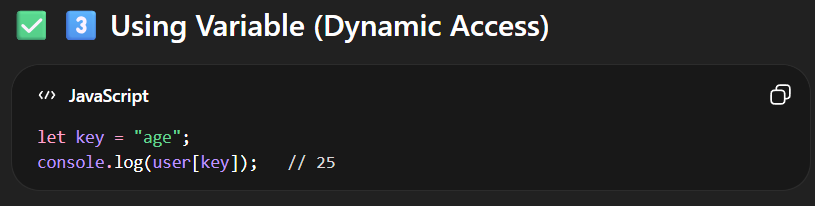 ✅ 3️⃣ Using Variable (Dynamic Access)
</> JavaScript
let key = "age";
console.log(user[key]);   // 25